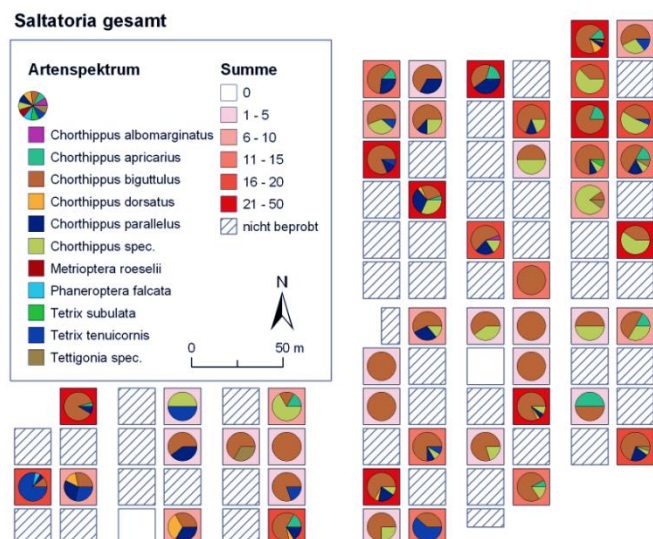 Saltatoria gesamt
Artenspektrum
Chorthippus albomarginatus
Chorthippus apricarius
Chorthippus biguttulus
Chorthippus dorsatus
Chorthippus parallelus
Chorthippus spec.
Metrioptera roeselii
Phaneroptera falcata
Tetrix subulata
Tetrix tenuicornis
Tettigonia spec.
Summe
0
1 - 5
6 - 10
11 - 15
16 - 20
21 - 50
nicht beprobt
N
0 50 m